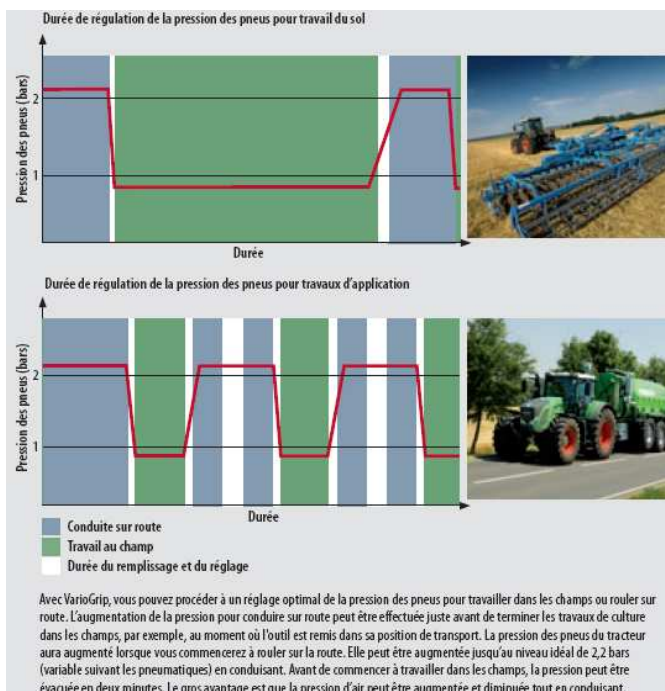 Durée de régulation de la pression des pneus pour travail du sol
Pression des pneus (bars)
2
1
Durée
Durée de régulation de la pression des pneus pour travaux d'application
Pression des pneus (bars)
2
1
Durée
Conduite sur route
Travail au champ
Durée du remplissage et du réglage
Avec VarioGrip, vous pouvez procéder à un réglage optimal de la pression des pneus pour travailler dans les champs ou rouler sur
route. L'augmentation de la pression pour conduire sur route peut être effectuée juste avant de terminer les travaux de culture
dans les champs, par exemple, au moment où l'outil est remis dans sa position de transport. La pression des pneus du tracteur
aura augmenté lorsque vous commencerez à rouler sur la route. Elle peut être augmentée jusqu'au niveau idéal de 2,2 bars
(variable suivant les pneumatiques) en conduisant. Avant de commencer à travailler dans les champs, la pression peut être
évacuée en deux minutes. Le gros avantage est que la pression d'air peut être augmentée et diminuée tout en conduisant.